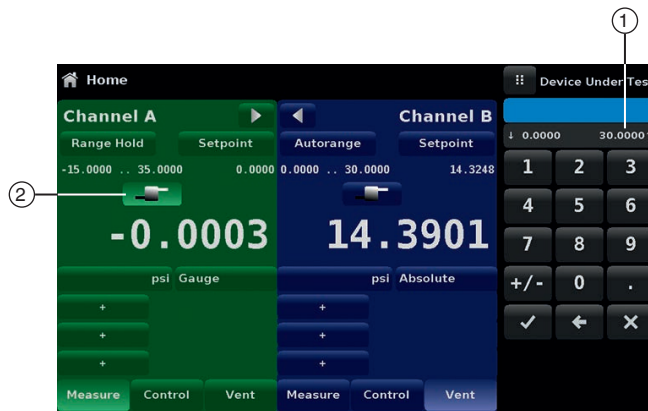 1
Home
Device Under Tes
Channel A
Channel B
Range Hold Setpoint
Autorange Setpoint
↓ 0.0000 30.0000↑
-15.0000 .. 35.0000 0.0000
0.0000 .. 30.0000 14.3248
1 2 3
2
4 5 6
-0.0003
14.3901
7 8 9
psi Gauge
psi Absolute
+/- 0 .
+
+
+
+
+
+
Measure Control Vent
Measure Control Vent